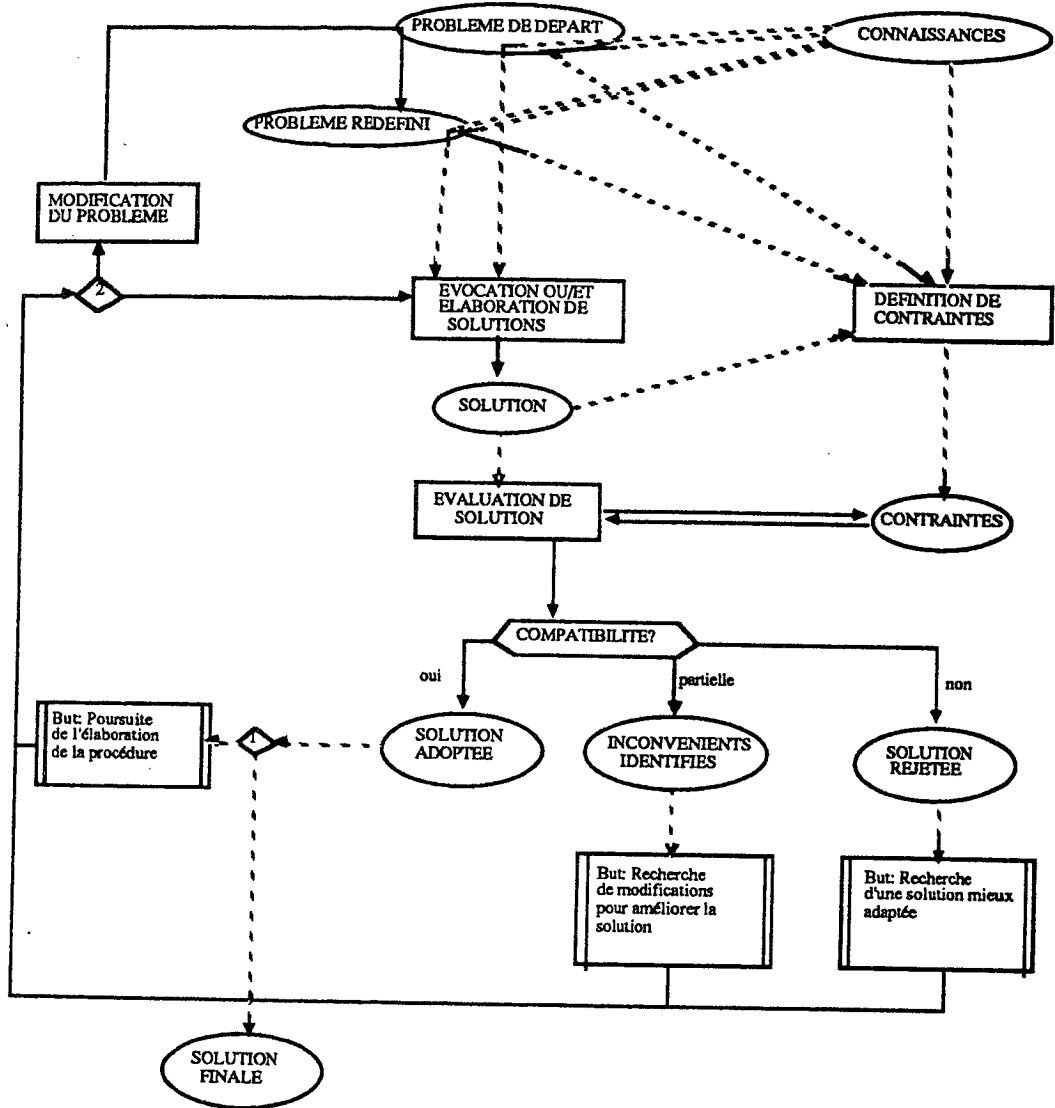 PROBLEME DE DEPART
CONNAISSANCES
PROBLEME REDEFINI
MODIFICATION
DU PROBLEME
2
EVOCATION OU/ET
ELABORATION DE
SOLUTIONS
DEFINITION DE
CONTRAINTES
SOLUTION
EVALUATION DE
SOLUTION
CONTRAINTES
COMPATIBILITE?
oui
partielle
non
But: Poursuite
de l'élaboration
de la procédure
1
SOLUTION
ADOPTEE
INCONVENIENTS
IDENTIFIES
SOLUTION
REJETEE
But: Recherche
de modifications
pour améliorer la
solution
But: Recherche
d'une solution mieux
adaptée
SOLUTION
FINALE